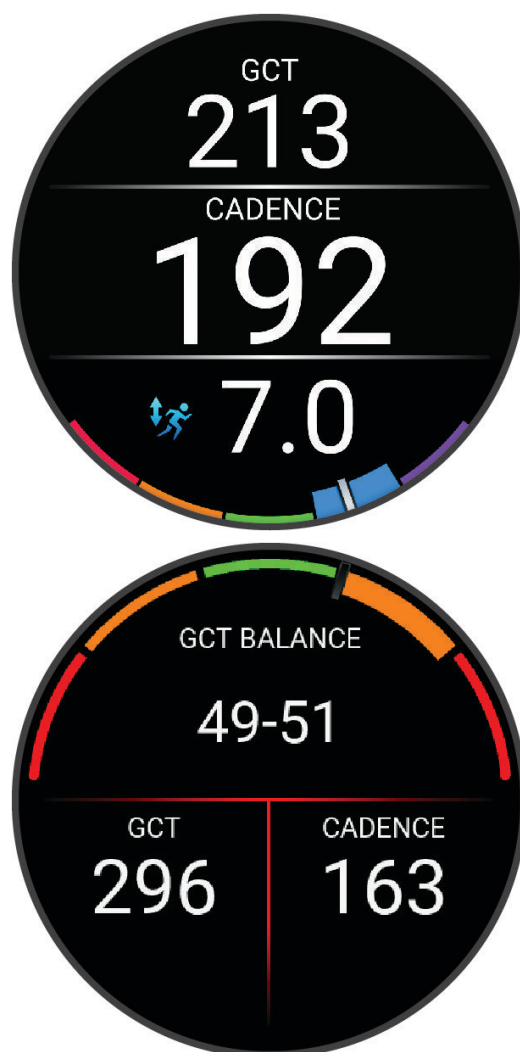 GCT
213
CADENCE
192
7.0
GCT BALANCE
49-51
GCT CADENCE
296 163